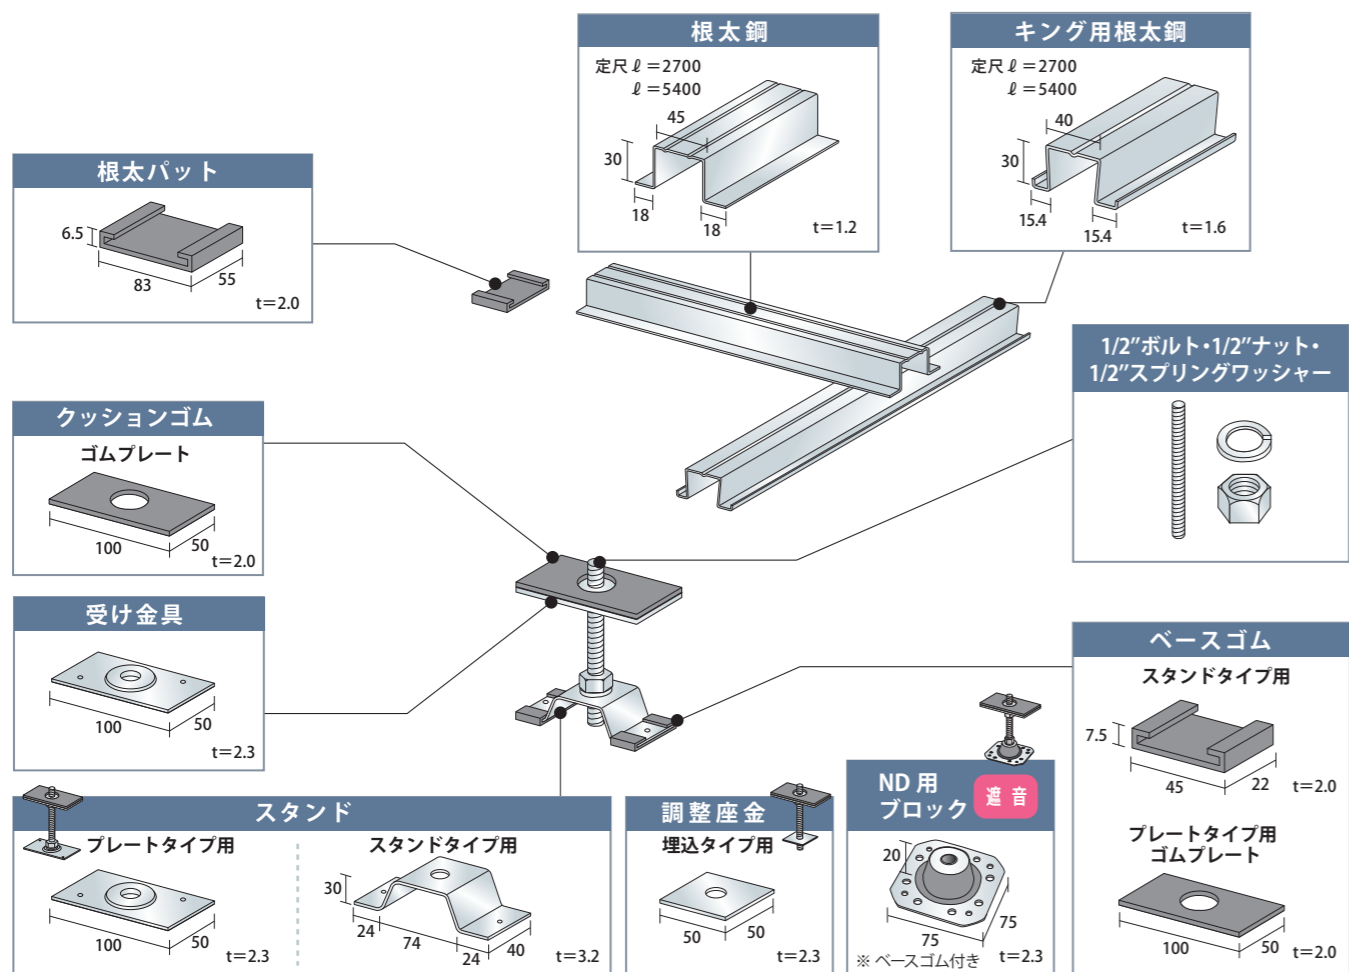 根太鋼
定尺 ℓ＝2700
ℓ＝5400
45
30
18
18
t＝1.2
キング用根太鋼
定尺 ℓ＝2700
ℓ＝5400
40
30
15.4
15.4
t＝1.6
根太パット
6.5
83
55
t＝2.0
1/2″ボルト・1/2″ナット・
1/2″スプリングワッシャー
クッションゴム
ゴムプレート
100
50
t＝2.0
受け金具
100
50
t＝2.3
ベースゴム
スタンドタイプ用
7.5
45
22
t＝2.0
プレートタイプ用
ゴムプレート
100
50
t＝2.0
スタンド
プレートタイプ用
100
50
t＝2.3
スタンドタイプ用
30
24
74
24
40
t＝3.2
調整座金
埋込タイプ用
50
50
t＝2.3
ND 用
ブロック
遮音
20
75
75
t＝2.3
※ ベースゴム付き